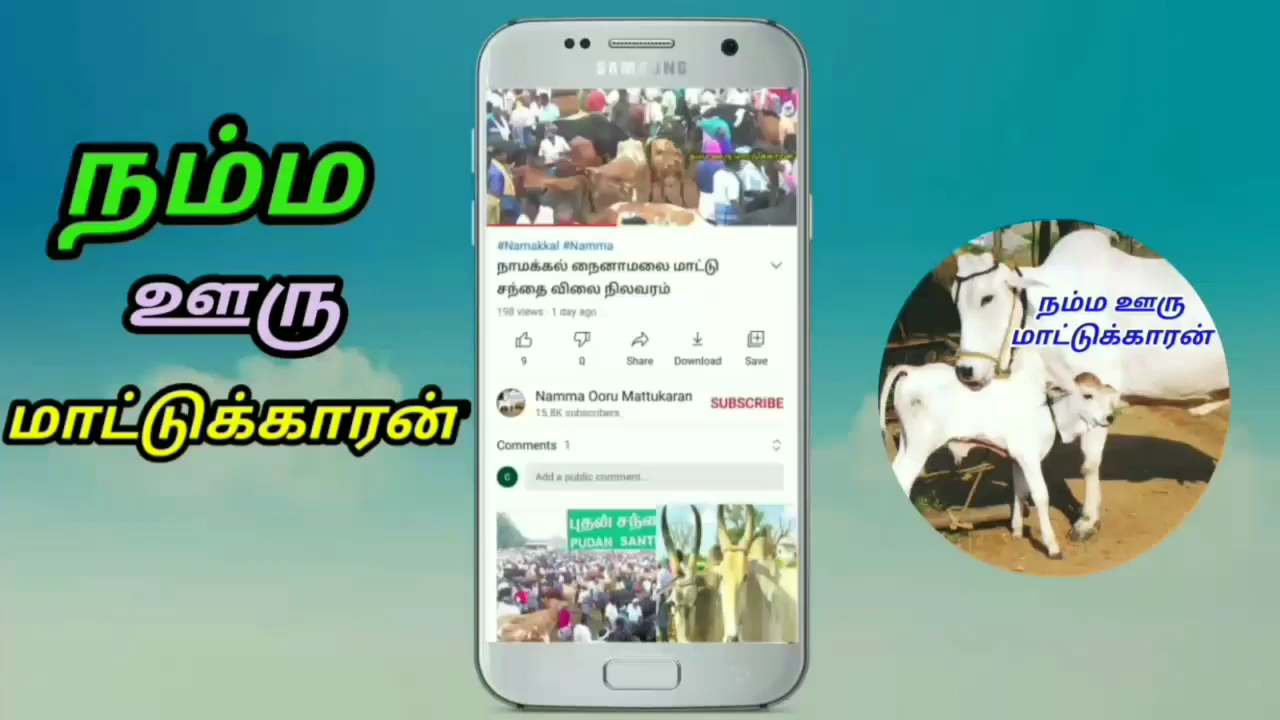 நம்ம
ஊரு
மாட்டுக்காரன்
SAMSUNG
#Namakkal #Namma
நாமக்கல் நைனாமலை மாட்டு
சந்தை விலை நிலவரம்
198 views · 1 day ago
9
0
Share
Download
Save
Namma Ooru Mattukaran
15.8K subscribers
SUBSCRIBE
Comments 1
C
Add a public comment...
புதன் சந்தை
PUDAN SANT
நம்ம ஊரு
மாட்டுக்காரன்